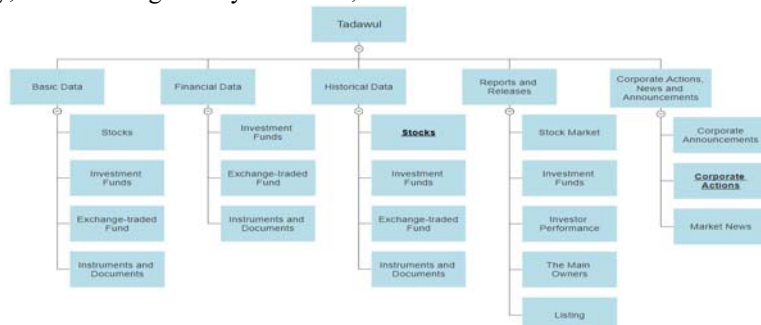 Tadawul
Basic Data
Stocks
Investment
Funds
Exchange-traded
Fund
Instruments and
Documents
Financial Data
Investment
Funds
Exchange-traded
Fund
Instruments and
Documents
Historical Data
Stocks
Investment
Funds
Exchange-traded
Fund
Instruments and
Documents
Reports and
Releases
Stock Market
Investment
Funds
Investor
Performance
The Main
Owners
Listing
Corporate Actions,
News and
Announcements
Corporate
Announcements
Corporate
Actions
Market News